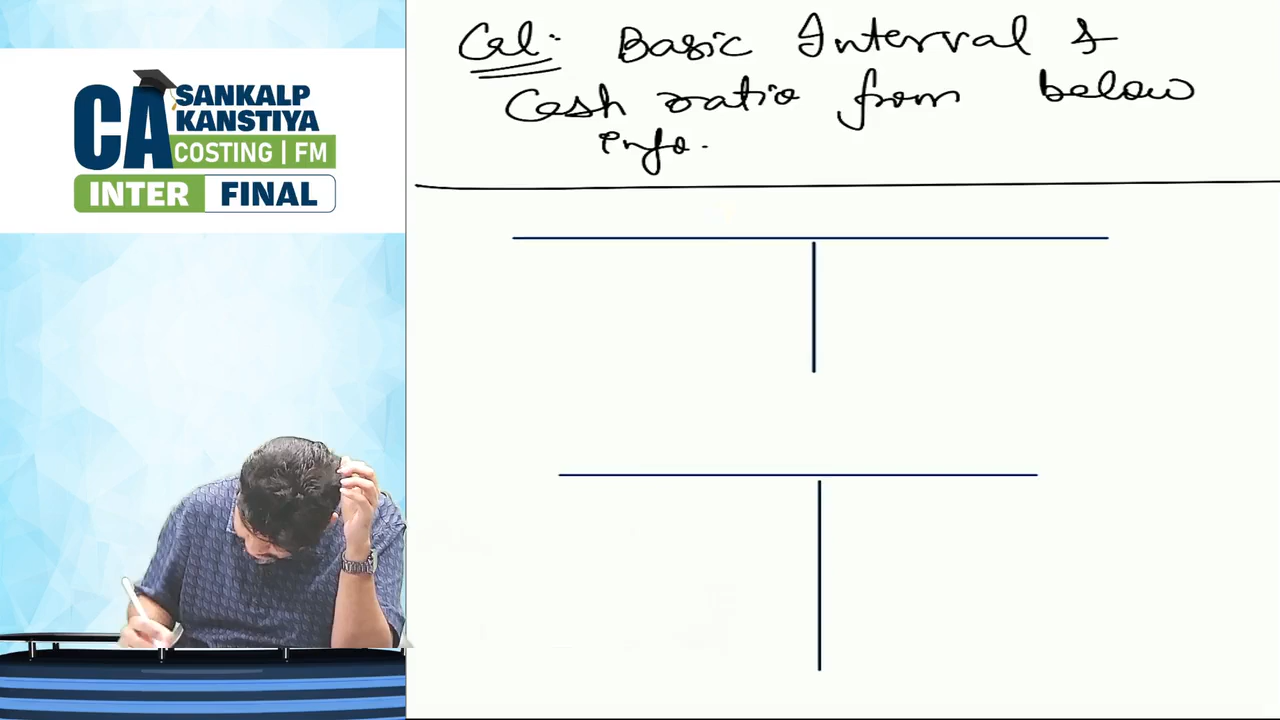 CA SANKALP
KANSTIYA
COSTING | FM
INTER FINAL
Cal: Basic Interval &
Cash ratio from below
info.